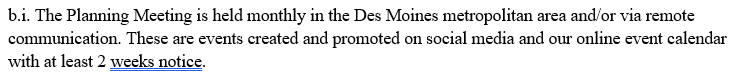 b.i. The Planning Meeting is held monthly in the Des Moines metropolitan area and/or via remote
communication. These are events created and promoted on social media and our online event calendar
with at least 2 weeks notice.